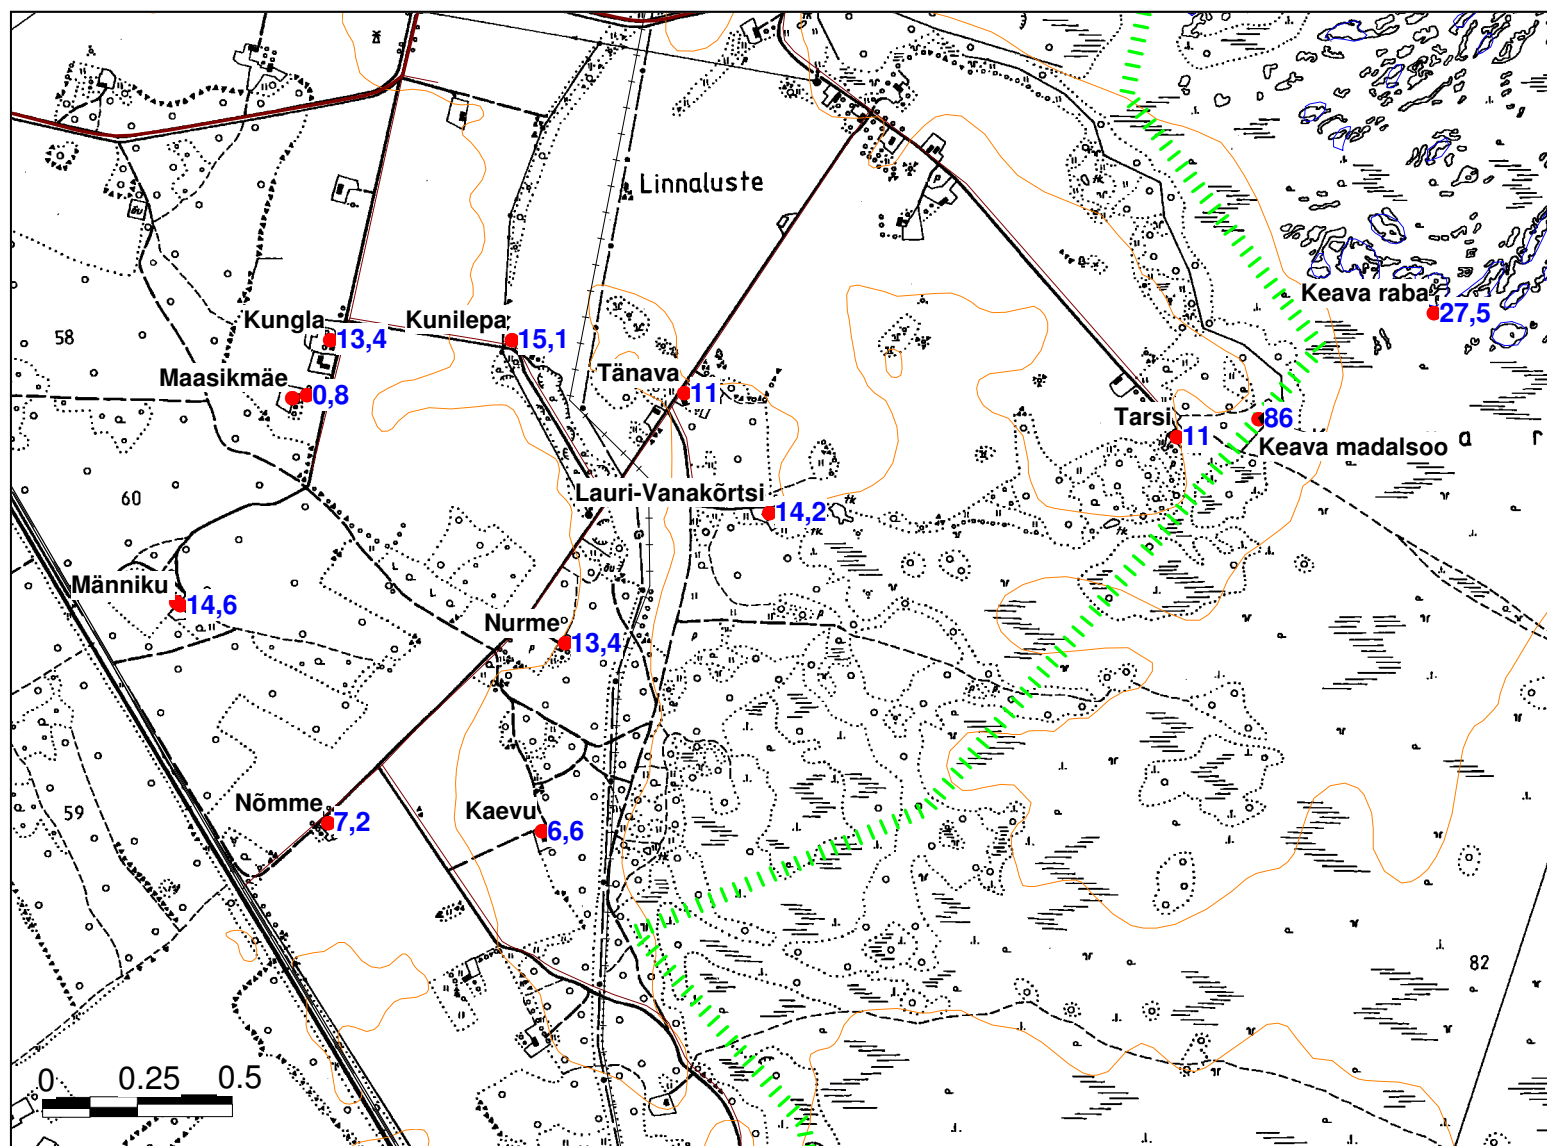 Linnaluste
Keava raba
27,5
Kungla
13,4
Kunilepa
15,1
58
Maasikmäe
0,8
Tänava
11
Tarsi
11
86
Keava madalsoo
a r
60
Lauri-Vanakõrtsi
14,2
Männiku
14,6
Nurme
13,4
59
Nõmme
7,2
Kaevu
6,6
82
0 0.25 0.5